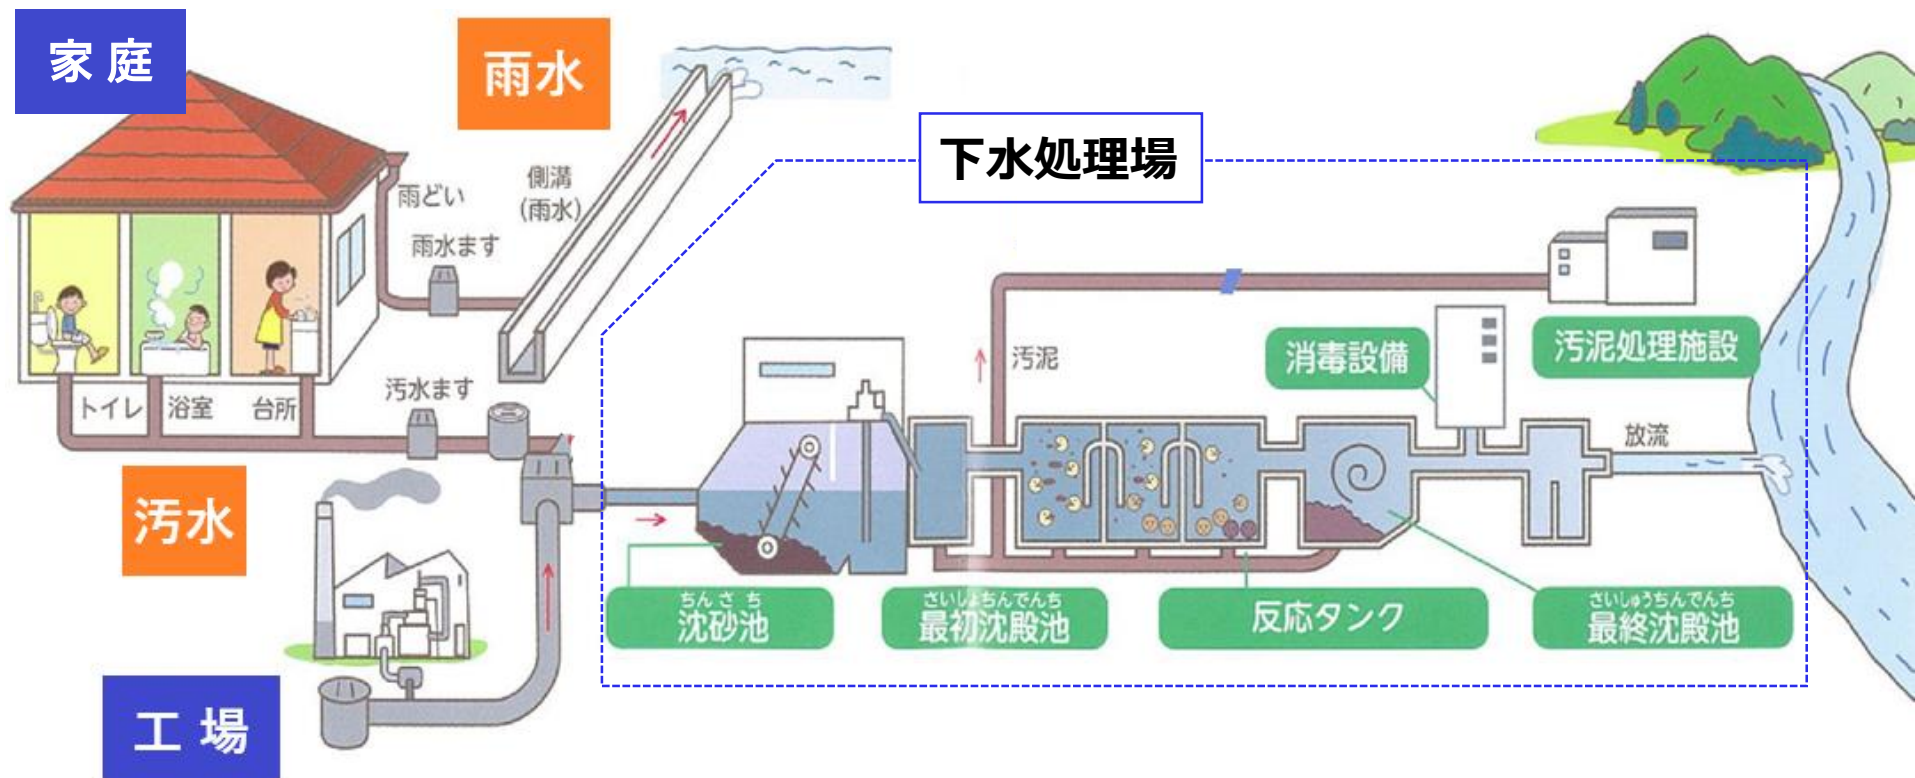 家庭
雨水
下水処理場
雨どい
側溝
(雨水)
雨水ます
汚泥
消毒設備
汚泥処理施設
汚水ます
トイレ
浴室
台所
放流
汚水
ちんさち
沈砂池
さいしょちんでんち
最初沈殿池
反応タンク
さいしゅうちんでんち
最終沈殿池
工場